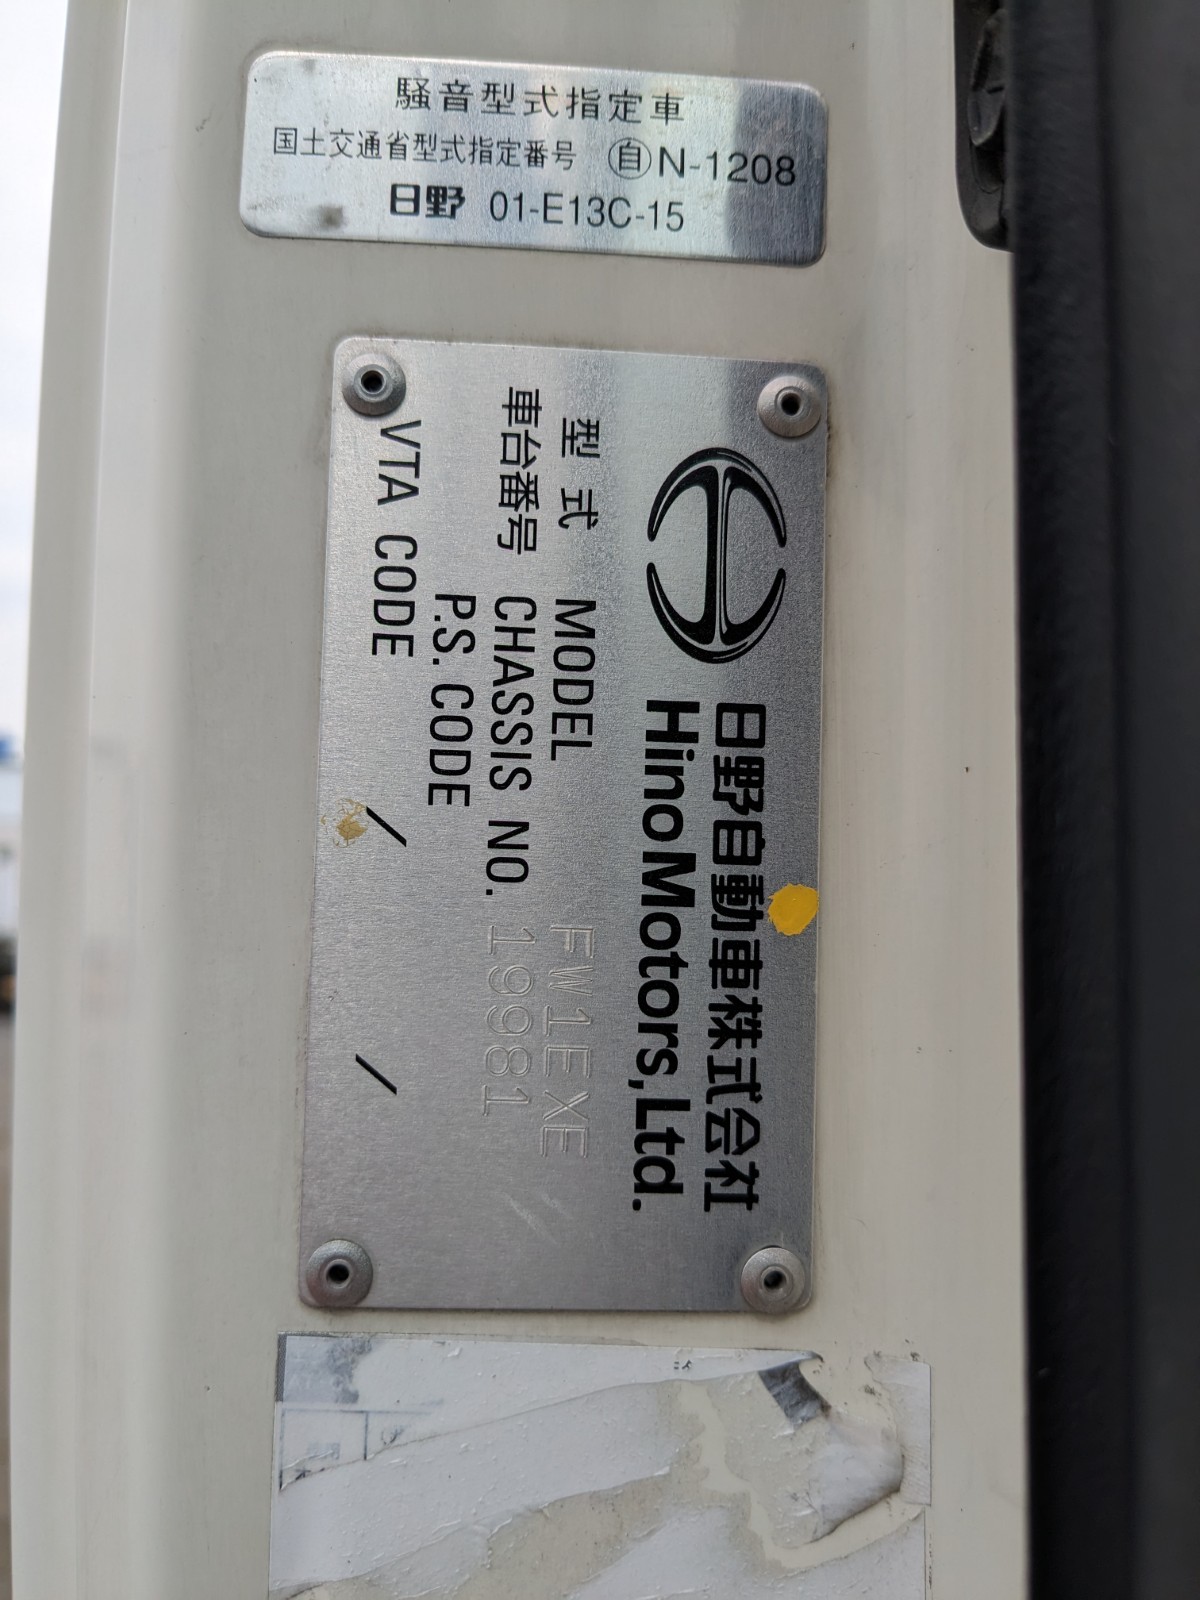 騒音型式指定車
国土交通省型式指定番号 ㊂N-1208
日野 01-E13C-15
日野自動車株式会社
Hino Motors, Ltd.
型式 MODEL FW1EXE
車台番号 CHASSIS NO. 19981
P.S. CODE
VTA CODE / /